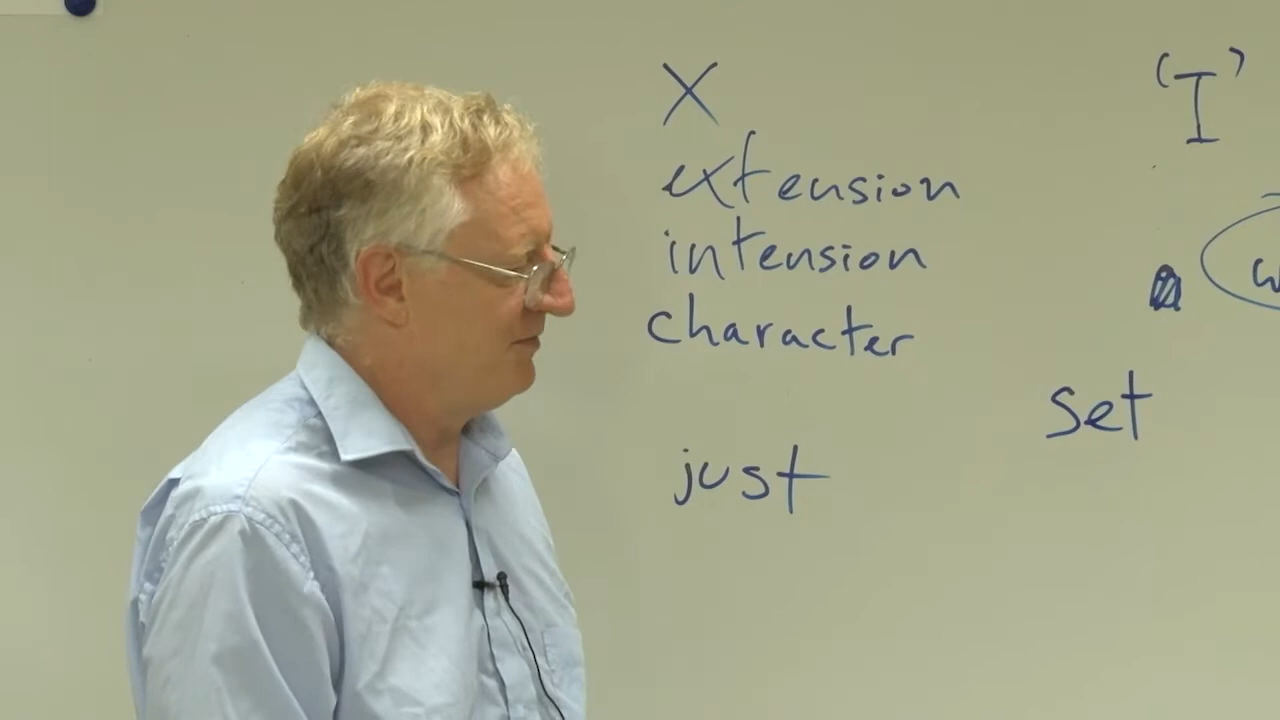 X
extension
intension
character
just
'I'
set